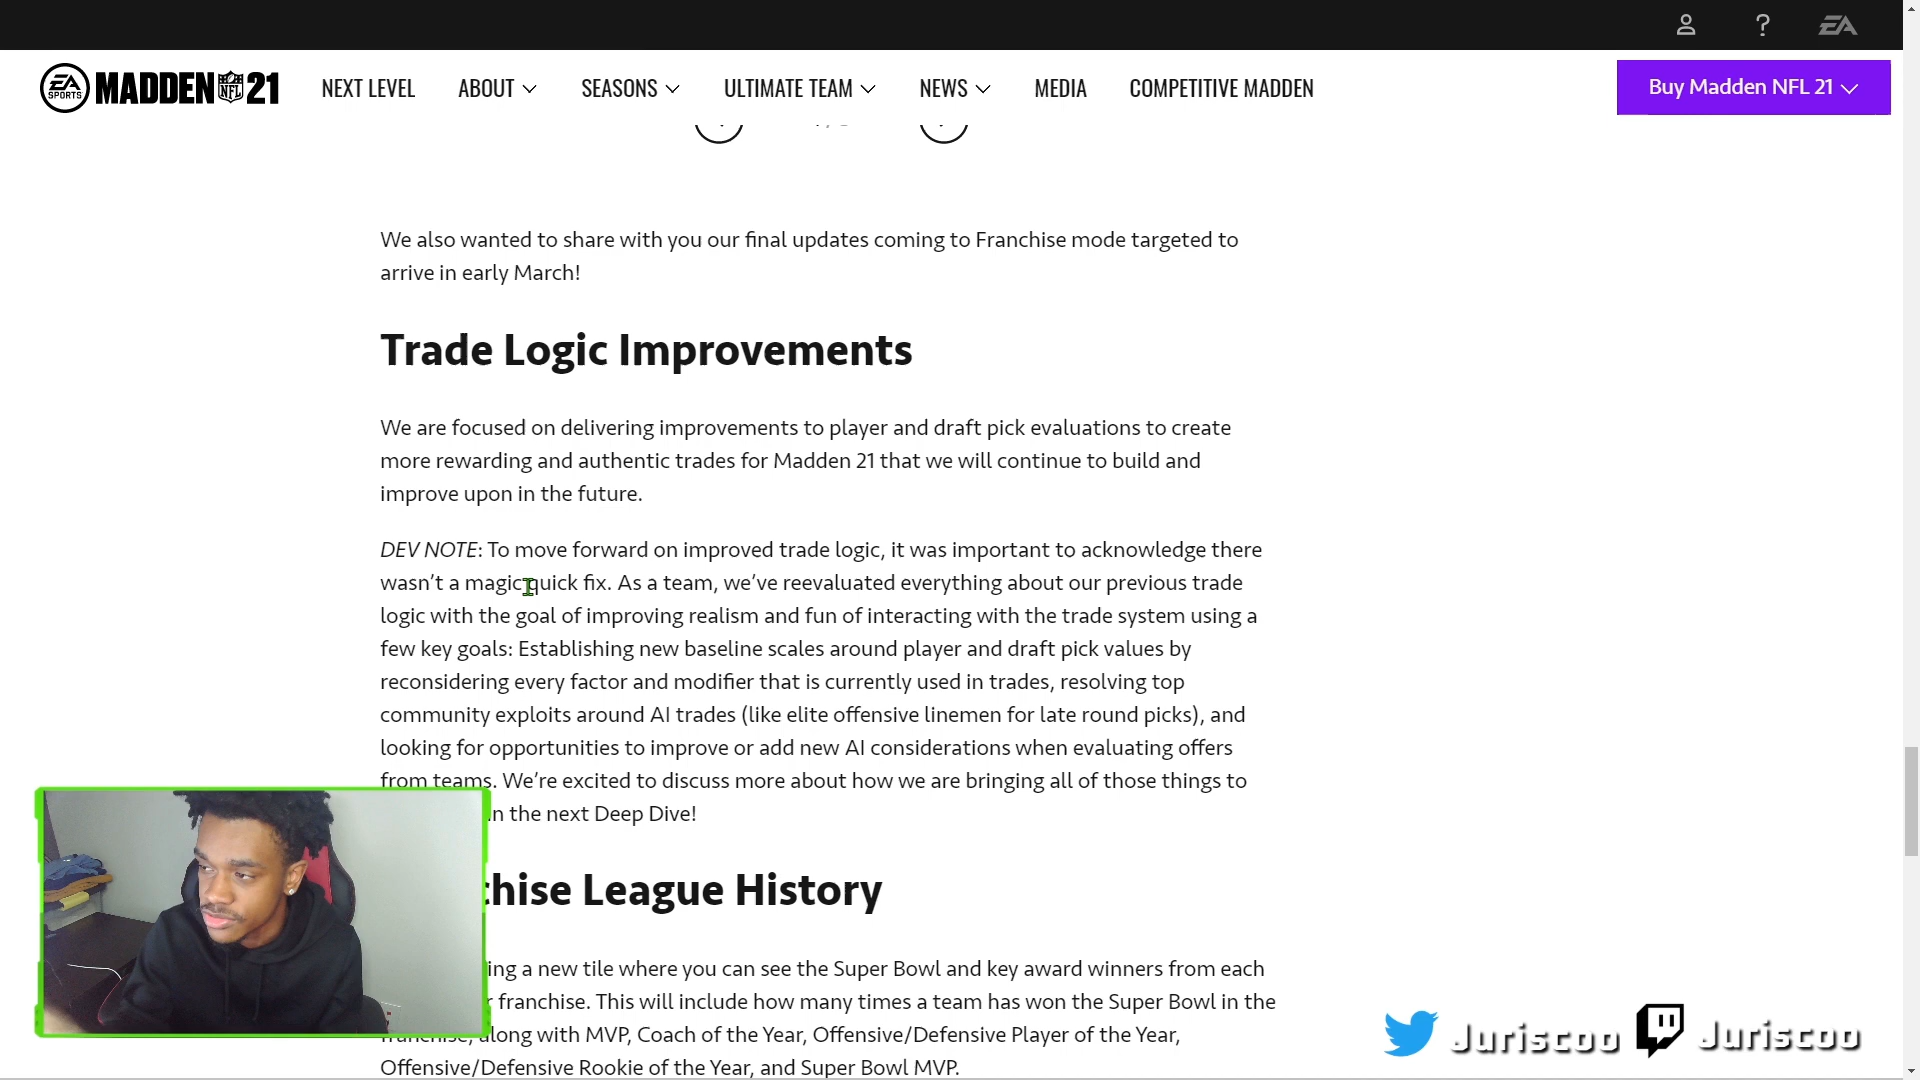 EA
EA SPORTS MADDEN NFL 21 NEXT LEVEL ABOUT SEASONS ULTIMATE TEAM NEWS MEDIA COMPETITIVE MADDEN Buy Madden NFL 21
We also wanted to share with you our final updates coming to Franchise mode targeted to
arrive in early March!
Trade Logic Improvements
We are focused on delivering improvements to player and draft pick evaluations to create
more rewarding and authentic trades for Madden 21 that we will continue to build and
improve upon in the future.
DEV NOTE: To move forward on improved trade logic, it was important to acknowledge there
wasn't a magic quick fix. As a team, we've reevaluated everything about our previous trade
logic with the goal of improving realism and fun of interacting with the trade system using a
few key goals: Establishing new baseline scales around player and draft pick values by
reconsidering every factor and modifier that is currently used in trades, resolving top
community exploits around AI trades (like elite offensive linemen for late round picks), and
looking for opportunities to improve or add new AI considerations when evaluating offers
from teams. We're excited to discuss more about how we are bringing all of those things to
n the next Deep Dive!
chise League History
ing a new tile where you can see the Super Bowl and key award winners from each
r franchise. This will include how many times a team has won the Super Bowl in the
franchise, along with MVP, Coach of the Year, Offensive/Defensive Player of the Year,
Offensive/Defensive Rookie of the Year, and Super Bowl MVP.
Juriscoo Juriscoo